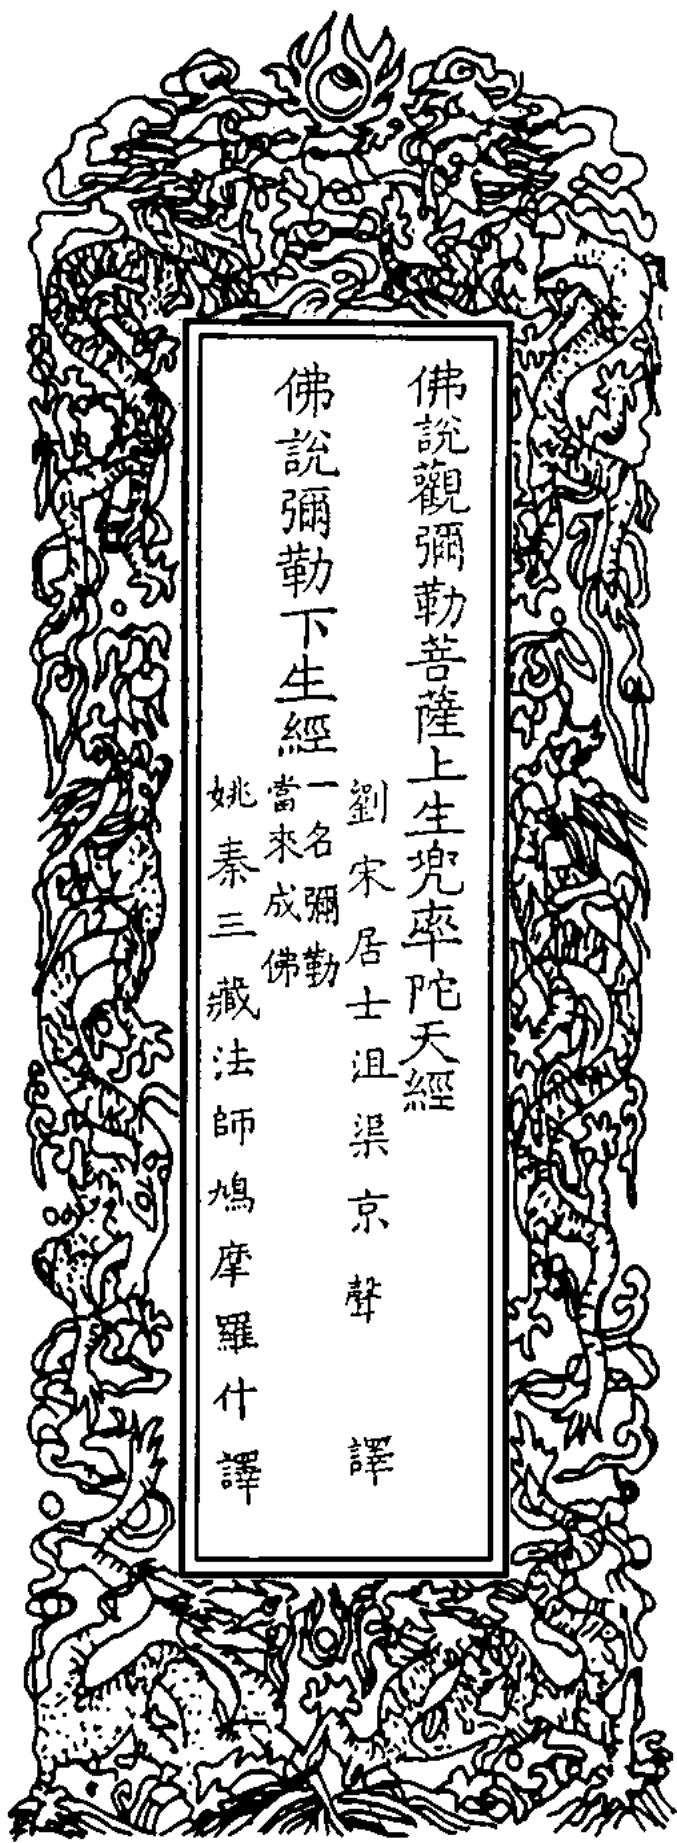 佛說觀彌勒菩薩上生兜率陀天經
劉宋居士沮渠京聲 譯
佛說彌勒下生經
一名彌勒
當來成佛
姚秦三藏法師鳩摩羅什譯